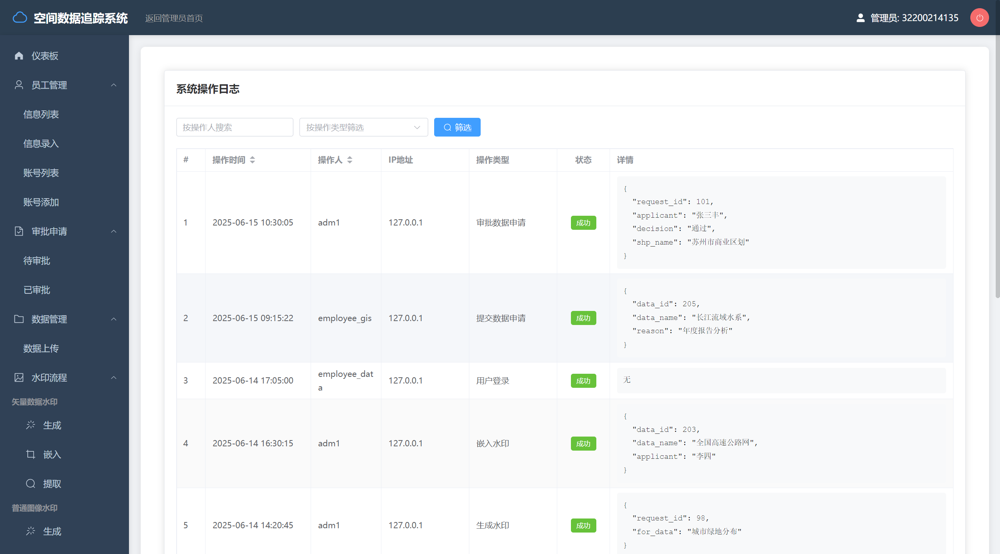 空间数据追踪系统
返回管理员首页
管理员: 32200214135
仪表板
员工管理
信息列表
信息录入
账号列表
账号添加
审批申请
待审批
已审批
数据管理
数据上传
水印流程
矢量数据水印
生成
嵌入
提取
普通图像水印
生成
系统操作日志
按操作人搜索
按操作类型筛选
筛选
# 操作时间 操作人 IP地址 操作类型 状态 详情
1 2025-06-15 10:30:05 adm1 127.0.0.1 审批数据申请 成功
{
"request_id": 101,
"applicant": "张三丰",
"decision": "通过",
"shp_name": "苏州市商业区划"
}
2 2025-06-15 09:15:22 employee_gis 127.0.0.1 提交数据申请 成功
{
"data_id": 205,
"data_name": "长江流域水系",
"reason": "年度报告分析"
}
3 2025-06-14 17:05:00 employee_dat
a 127.0.0.1 用户登录 成功 无
4 2025-06-14 16:30:15 adm1 127.0.0.1 嵌入水印 成功
{
"data_id": 203,
"data_name": "全国高速公路网",
"applicant": "李四"
}
5 2025-06-14 14:20:45 adm1 127.0.0.1 生成水印 成功
{
"request_id": 98,
"for_data": "城市绿地分布"
}